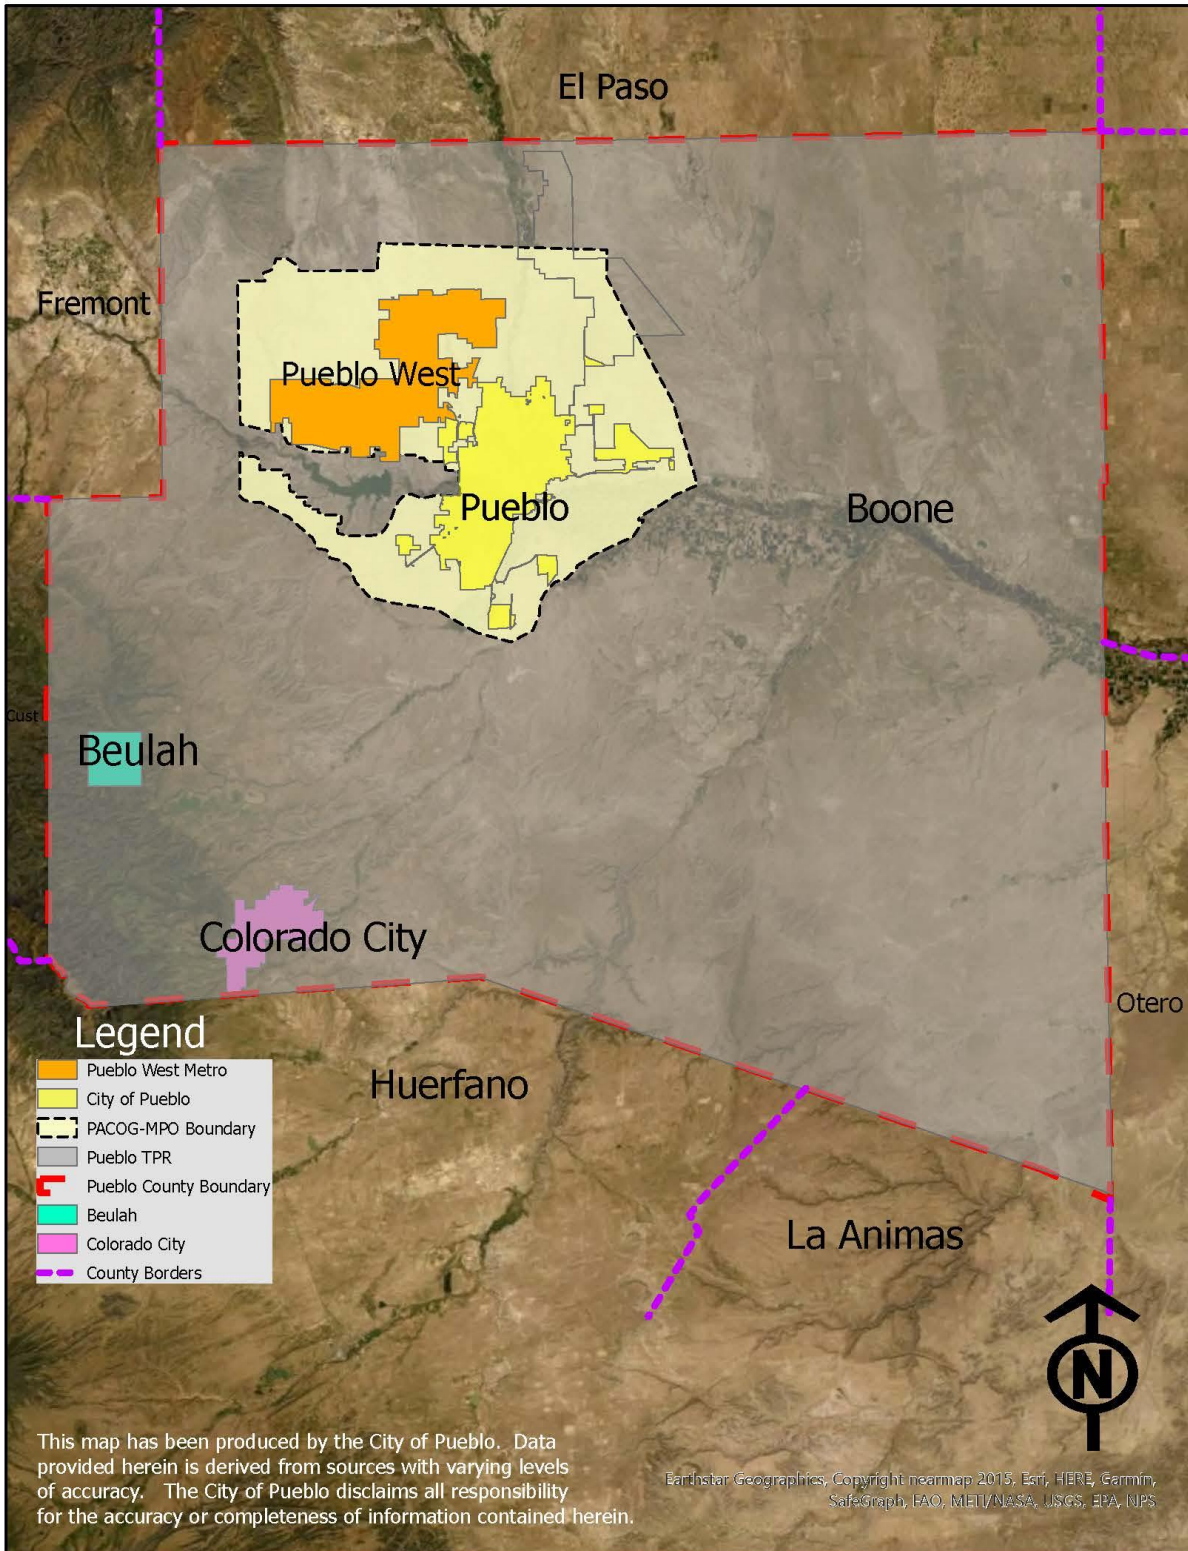 El Paso
Fremont
Pueblo West
Pueblo
Boone
Cust
Beulah
Colorado City
Otero
Legend
Pueblo West Metro
City of Pueblo
PACOG-MPO Boundary
Pueblo TPR
Pueblo County Boundary
Beulah
Colorado City
County Borders
Huerfano
La Animas
N
This map has been produced by the City of Pueblo. Data
provided herein is derived from sources with varying levels
of accuracy. The City of Pueblo disclaims all responsibility
for the accuracy or completeness of information contained herein.
Earthstar Geographics, Copyright nearmap 2015, Esri, HERE, Garmin,
SafeGraph, FAO, METI/NASA, USGS, EPA, NPS